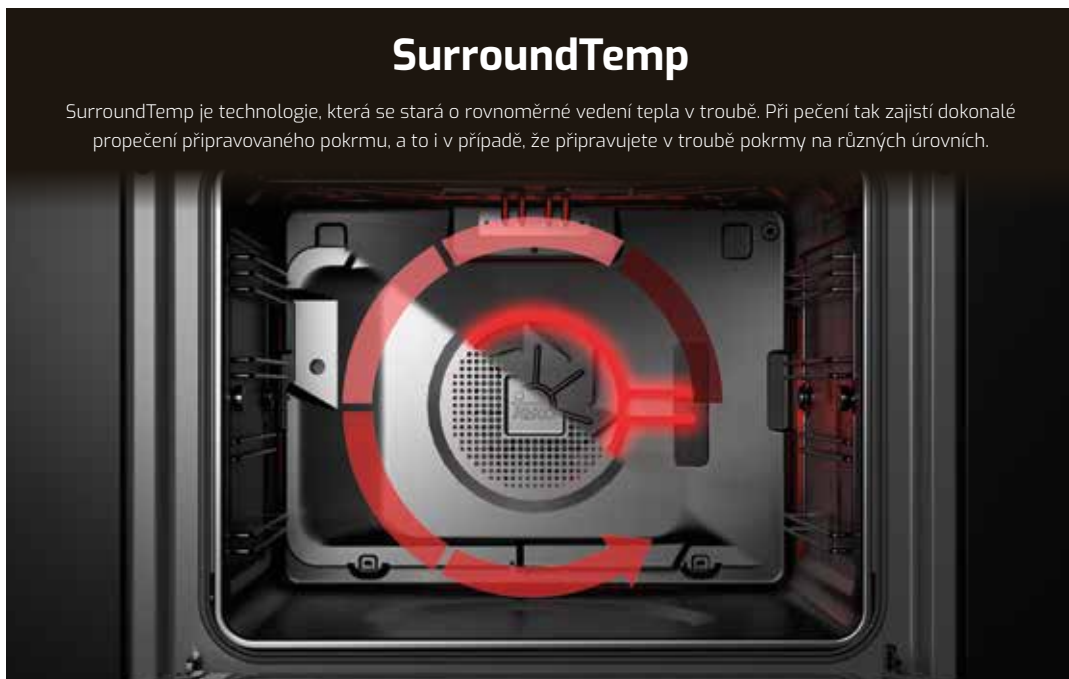 SurroundTemp
SurroundTemp je technologie, která se stará o rovnoměrné vedení tepla v troubě. Při pečení tak zajistí dokonalé
propečení připravovaného pokrmu, a to i v případě, že připravujete v troubě pokrmy na různých úrovních.